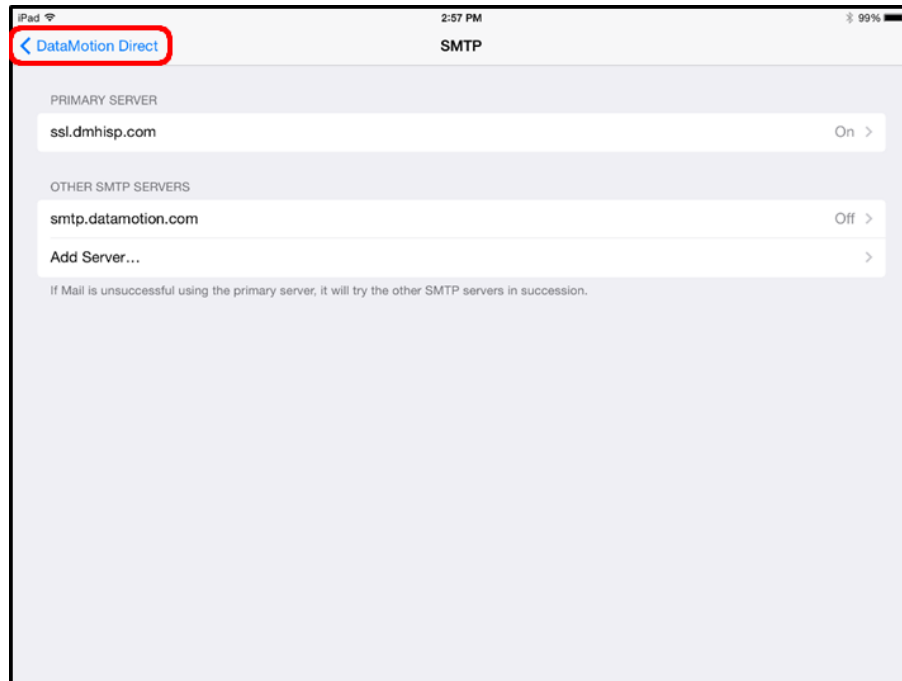 iPad 2:57 PM 99%
DataMotion Direct SMTP
PRIMARY SERVER
ssl.dmhisp.com On
OTHER SMTP SERVERS
smtp.datamotion.com Off
Add Server...
If Mail is unsuccessful using the primary server, it will try the other SMTP servers in succession.